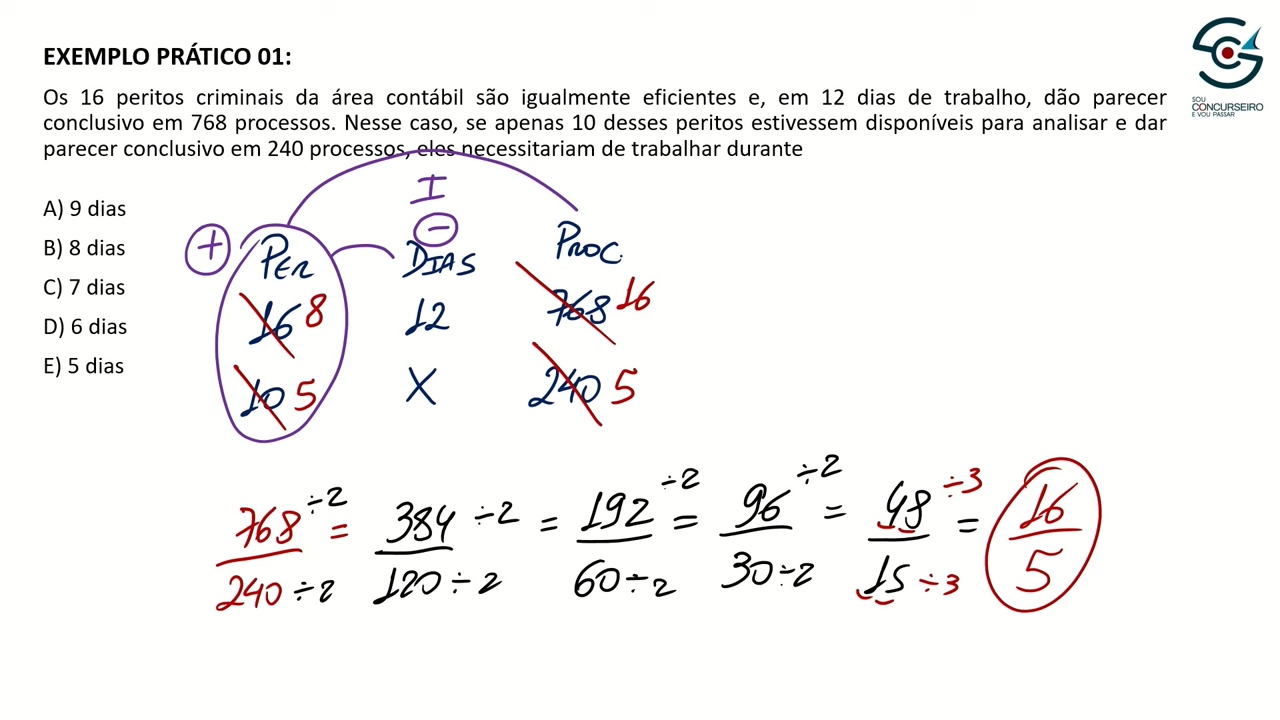 EXEMPLO PRÁTICO 01:
SOU
CONCURSEIRO
E VOU PASSAR
Os 16 peritos criminais da área contábil são igualmente eficientes e, em 12 dias de trabalho, dão parecer
conclusivo em 768 processos. Nesse caso, se apenas 10 desses peritos estivessem disponíveis para analisar e dar
parecer conclusivo em 240 processos, eles necessitariam de trabalhar durante
A) 9 dias
B) 8 dias
C) 7 dias
D) 6 dias
E) 5 dias
I
+ −
PER DIAS PROC.
16 8 12 768 16
10 5 X 240 5
768 ÷2 = 384 ÷2 = 192 ÷2 = 96 ÷2 = 48 ÷3 = 16
240 ÷2 120 ÷2 60 ÷2 30 ÷2 15 ÷3 5